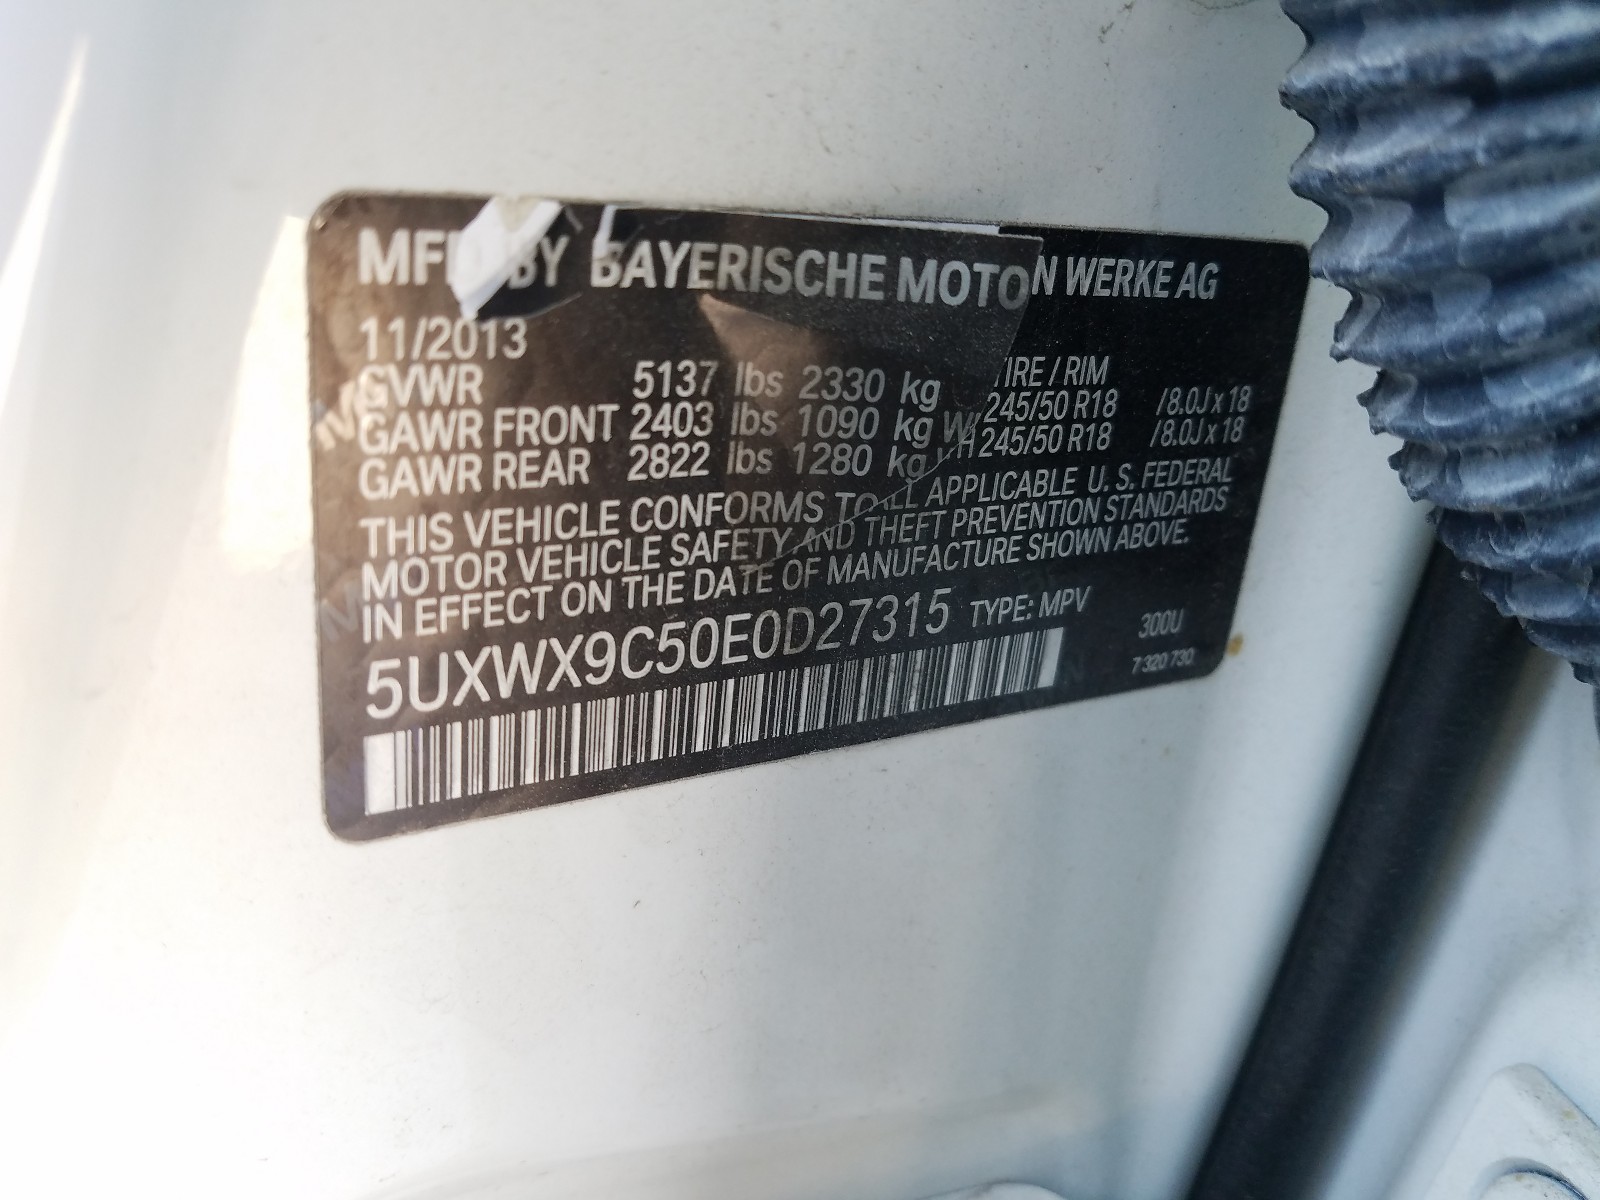 MFD BY BAYERISCHE MOTO N WERKE AG
11/2013
GVWR 5137 lbs 2330 kg TIRE / RIM
GAWR FRONT 2403 lbs 1090 kg W 245/50 R18 /8.0J x 18
GAWR REAR 2822 lbs 1280 kg H 245/50 R18 /8.0J x 18
THIS VEHICLE CONFORMS TO ALL APPLICABLE U.S. FEDERAL
MOTOR VEHICLE SAFETY AND THEFT PREVENTION STANDARDS
IN EFFECT ON THE DATE OF MANUFACTURE SHOWN ABOVE.
5UXWX9C50E0D27315 TYPE: MPV
300U
7 320 730